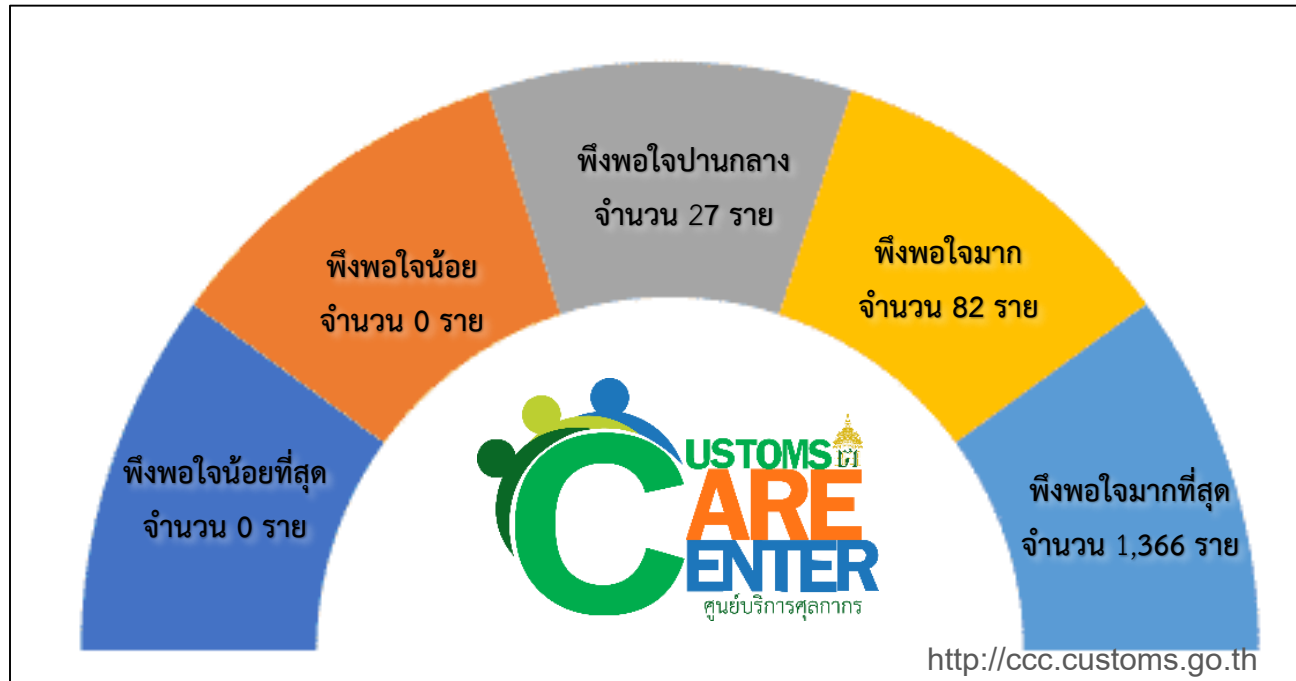 พึงพอใจปานกลาง
จำนวน 27 ราย
พึงพอใจน้อย
จำนวน 0 ราย
พึงพอใจมาก
จำนวน 82 ราย
พึงพอใจน้อยที่สุด
จำนวน 0 ราย
พึงพอใจมากที่สุด
จำนวน 1,366 ราย
CUSTOMS
CARE
CENTER
ศูนย์บริการศุลกากร
http://ccc.customs.go.th